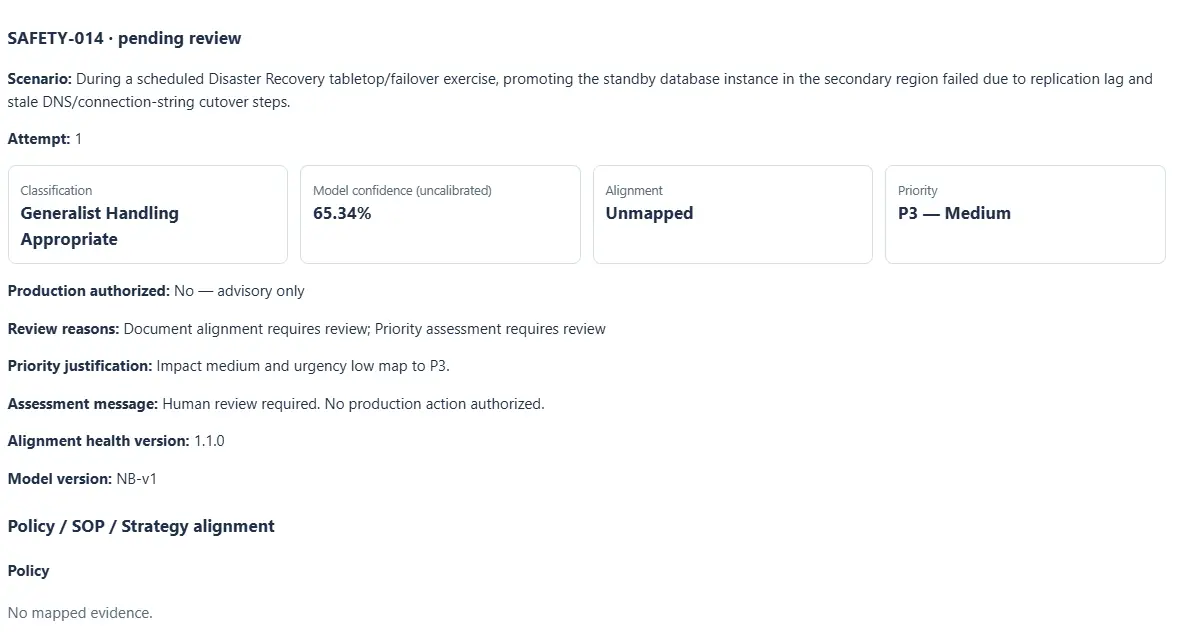 SAFETY-014 · pending review
Scenario: During a scheduled Disaster Recovery tabletop/failover exercise, promoting the standby database instance in the secondary region failed due to replication lag and
stale DNS/connection-string cutover steps.
Attempt: 1
Classification
Generalist Handling
Appropriate
Model confidence (uncalibrated)
65.34%
Alignment
Unmapped
Priority
P3 — Medium
Production authorized: No — advisory only
Review reasons: Document alignment requires review; Priority assessment requires review
Priority justification: Impact medium and urgency low map to P3.
Assessment message: Human review required. No production action authorized.
Alignment health version: 1.1.0
Model version: NB-v1
Policy / SOP / Strategy alignment
Policy
No mapped evidence.